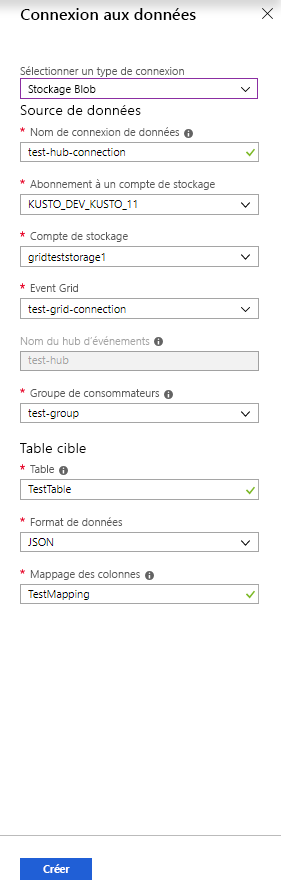 Connexion aux données
Sélectionner un type de connexion
Stockage Blob
Source de données
* Nom de connexion de données
test-hub-connection
* Abonnement à un compte de stockage
KUSTO_DEV_KUSTO_11
* Compte de stockage
gridteststorage1
* Event Grid
test-grid-connection
Nom du hub d'événements
test-hub
* Groupe de consommateurs
test-group
Table cible
* Table
TestTable
* Format de données
JSON
* Mappage des colonnes
TestMapping
Créer